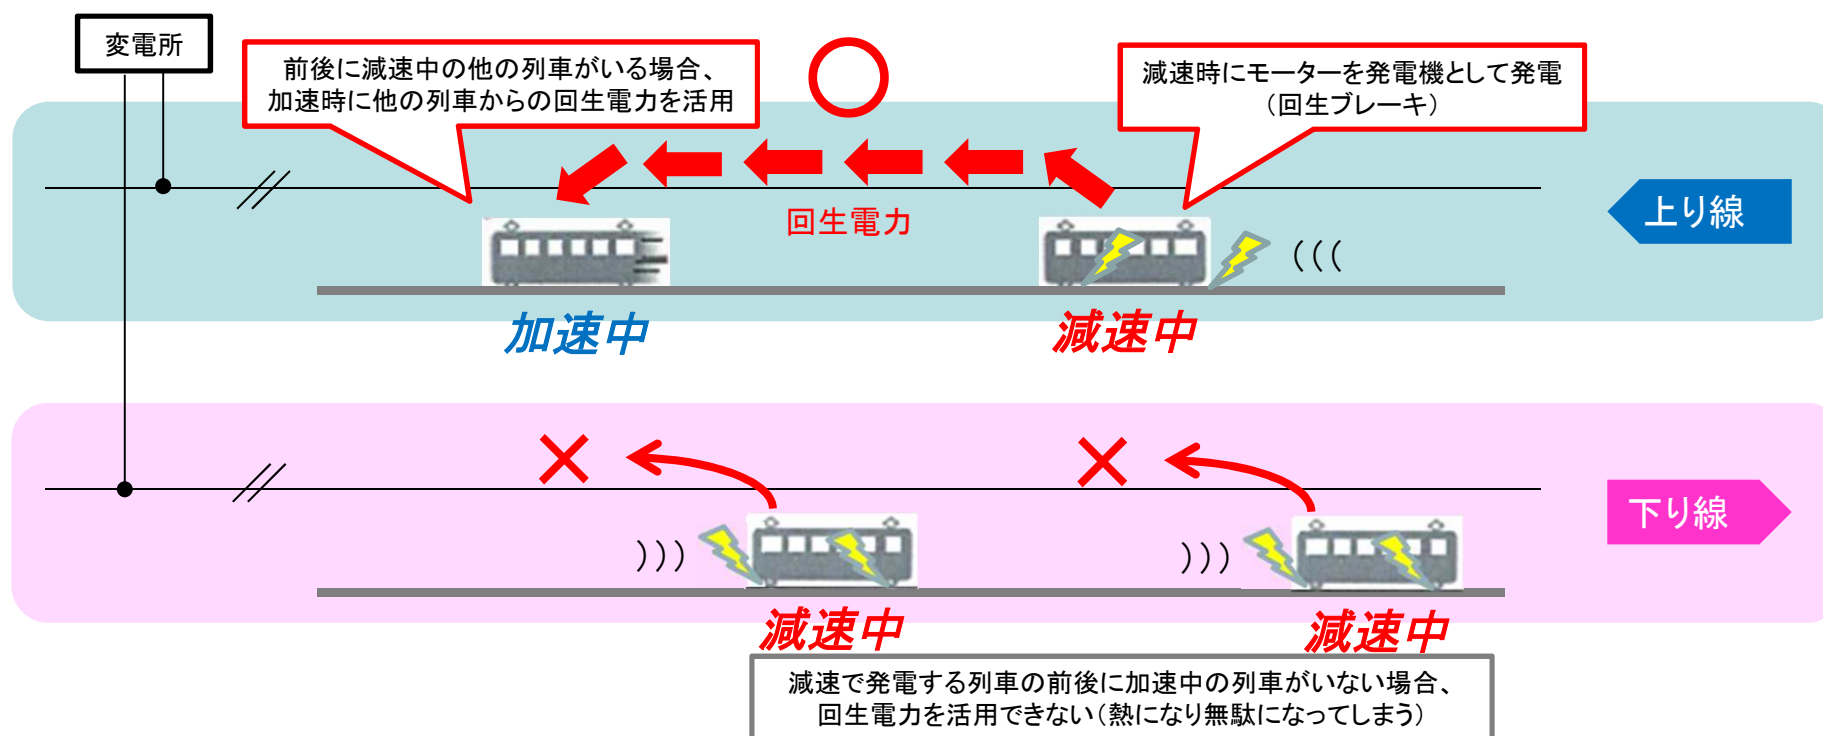 変電所
前後に減速中の他の列車がいる場合、
加速時に他の列車からの回生電力を活用
減速時にモーターを発電機として発電
（回生ブレーキ）
回生電力
上り線
(((
加速中
減速中
下り線
)))
)))
減速中
減速中
減速で発電する列車の前後に加速中の列車がいない場合、
回生電力を活用できない（熱になり無駄になってしまう）